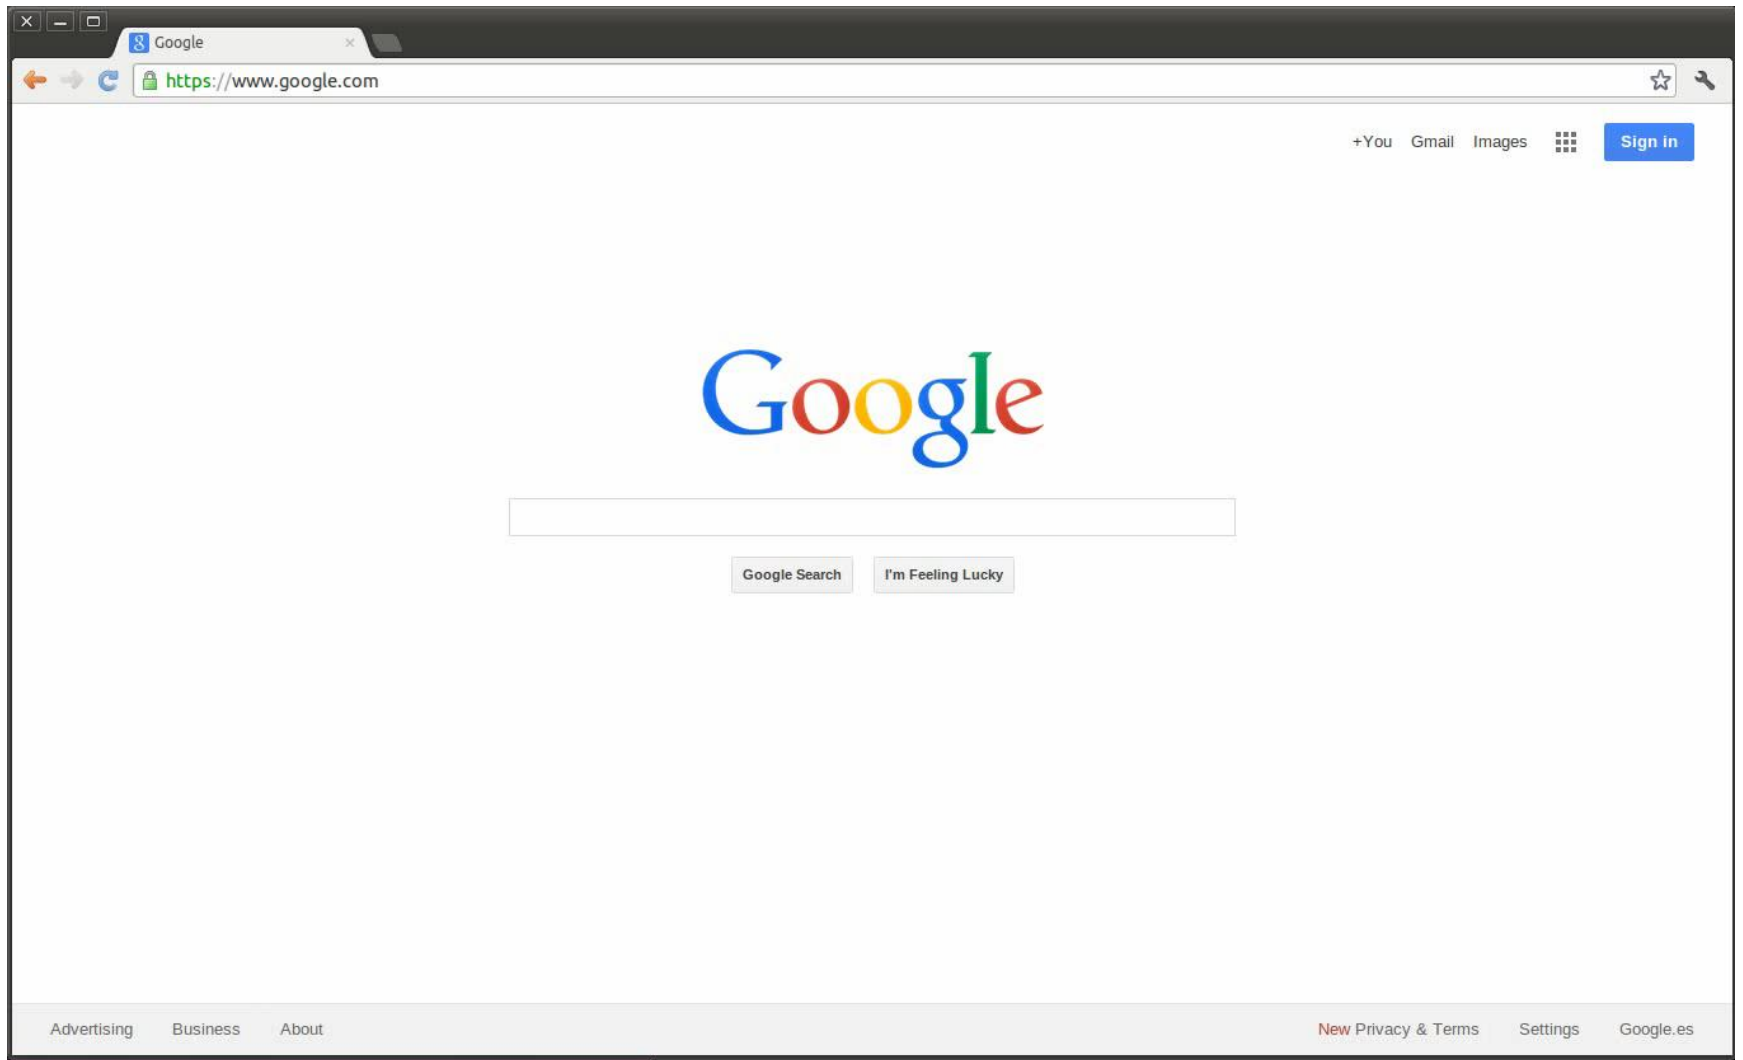 Google
https://www.google.com
+You Gmail Images Sign in
Google
Google Search I'm Feeling Lucky
Advertising Business About New Privacy & Terms Settings Google.es